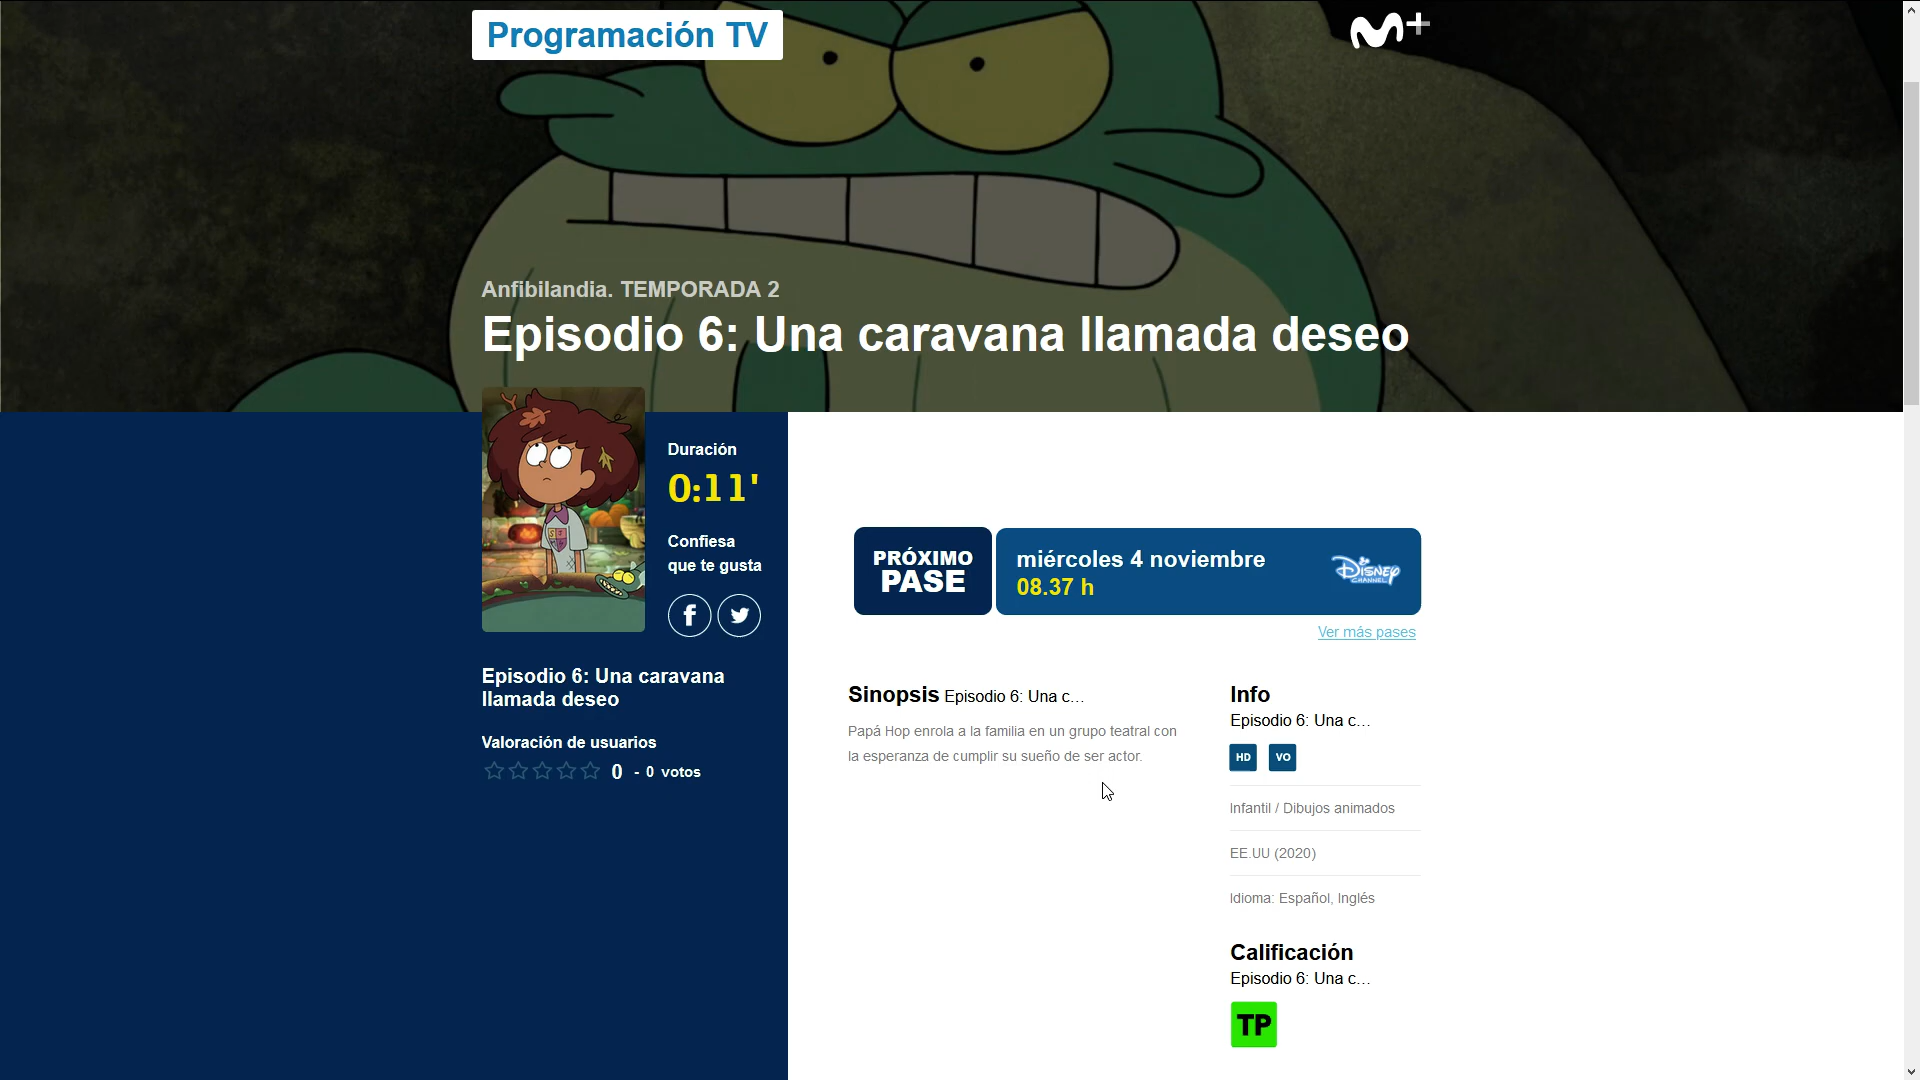 Programación TV
Anfibilandia. TEMPORADA 2
Episodio 6: Una caravana llamada deseo
Duración
0:11'
Confiesa
que te gusta
Episodio 6: Una caravana
llamada deseo
Valoración de usuarios
0 - 0 votos
PRÓXIMO
PASE
miércoles 4 noviembre
08.37 h
Disney
CHANNEL
Ver más pases
Sinopsis Episodio 6: Una c...
Papá Hop enrola a la familia en un grupo teatral con
la esperanza de cumplir su sueño de ser actor.
Info
Episodio 6: Una c...
HD VO
Infantil / Dibujos animados
EE.UU (2020)
Idioma: Español, Inglés
Calificación
Episodio 6: Una c...
TP